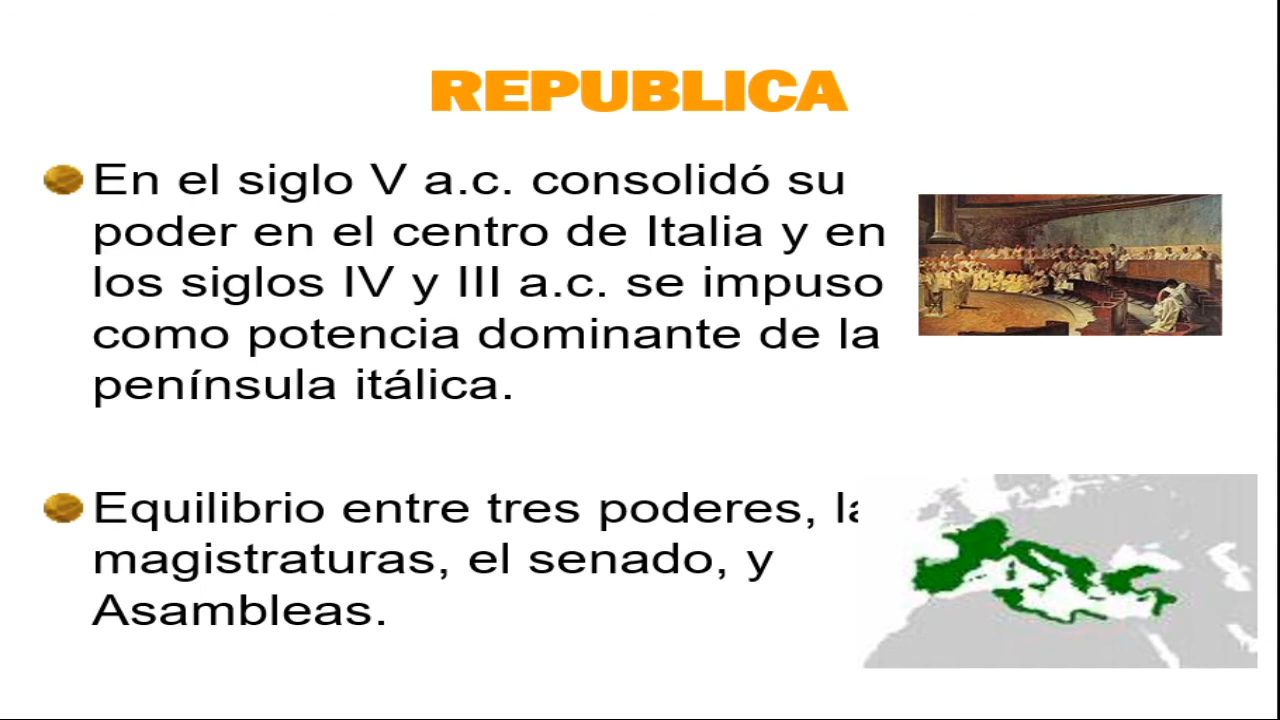 REPUBLICA
En el siglo V a.c. consolidó su
poder en el centro de Italia y en
los siglos IV y III a.c. se impuso
como potencia dominante de la
península itálica.
Equilibrio entre tres poderes,
magistraturas, el senado, y
Asambleas.